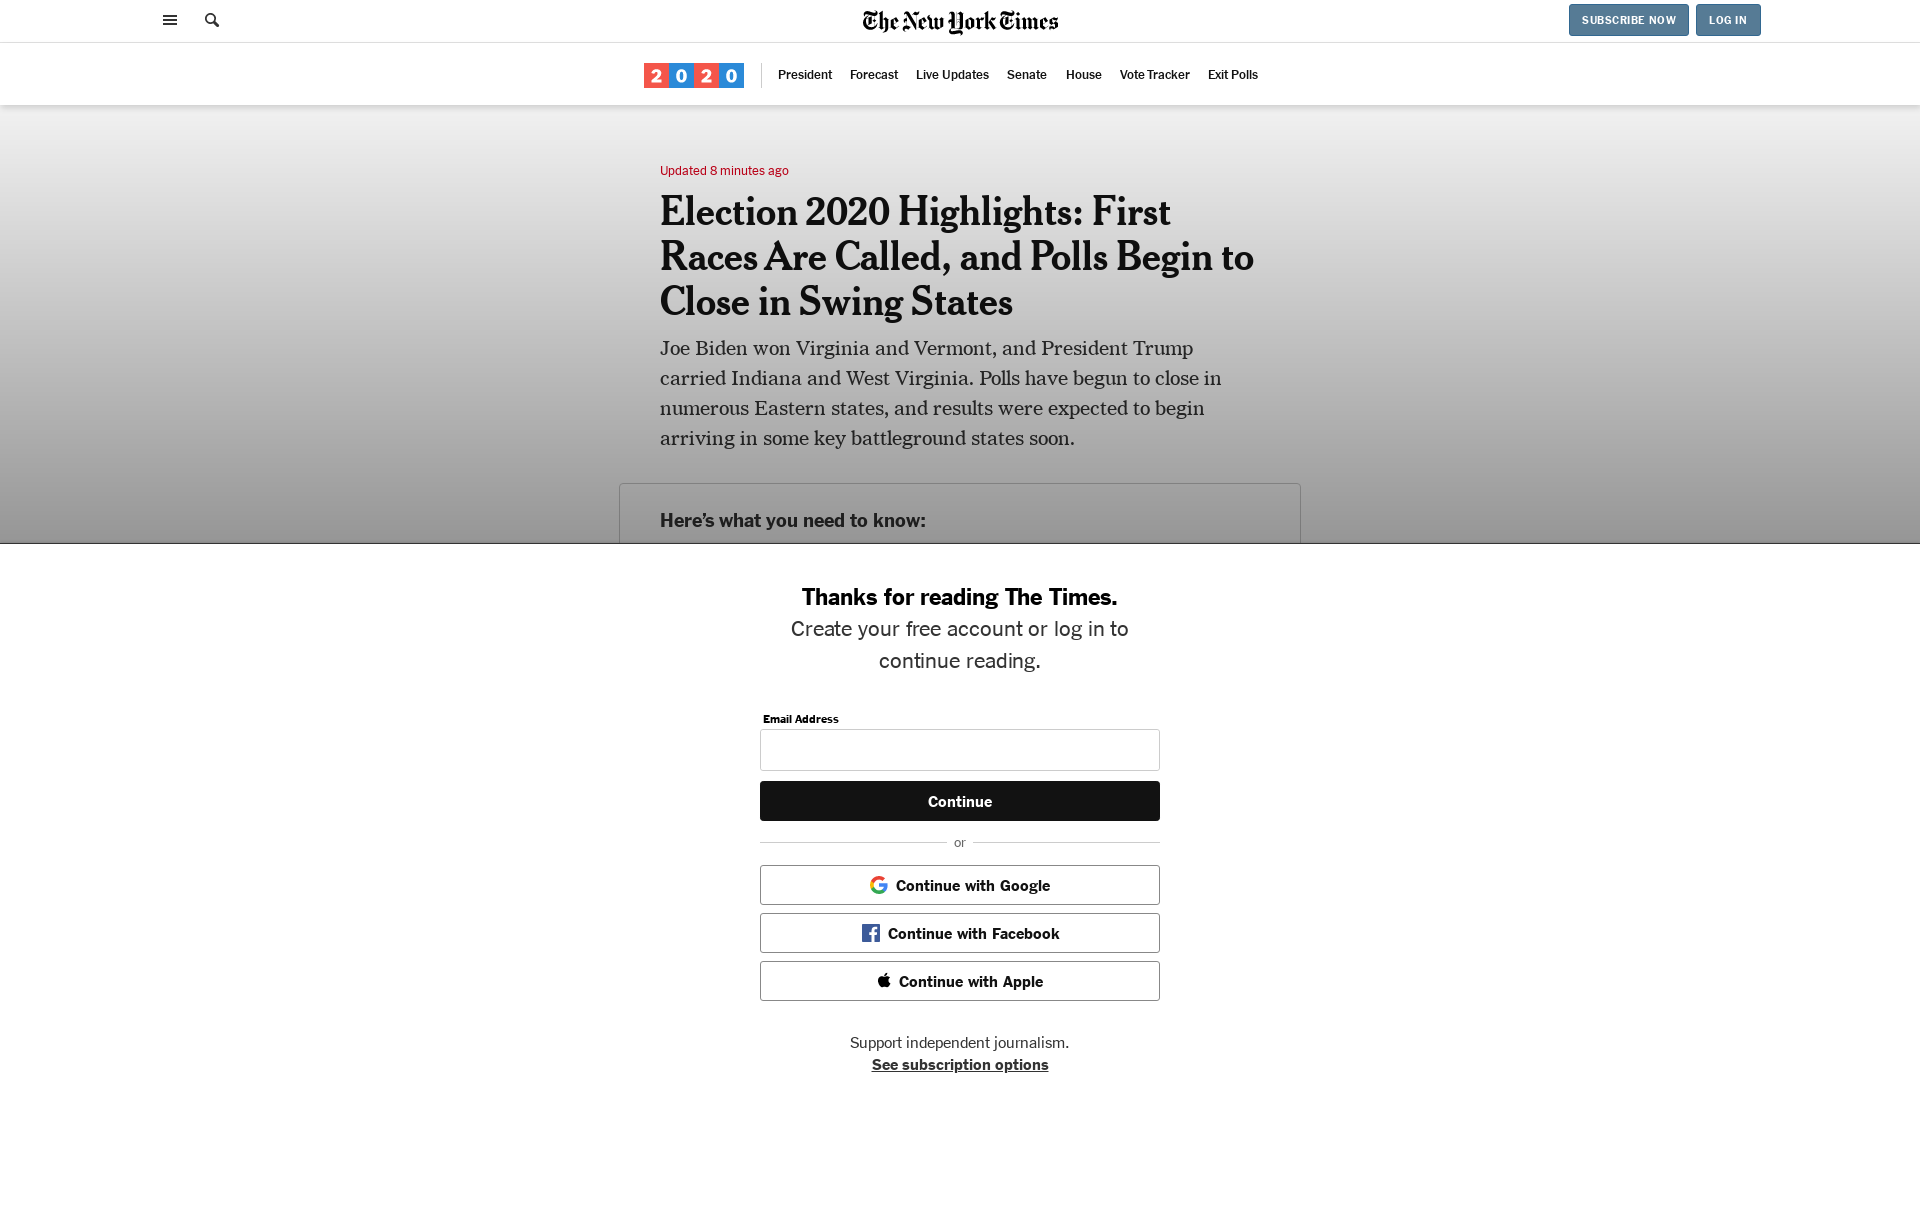 The New York Times
SUBSCRIBE NOW
LOG IN
2020
President
Forecast
Live Updates
Senate
House
Vote Tracker
Exit Polls
Updated 8 minutes ago
Election 2020 Highlights: First
Races Are Called, and Polls Begin to
Close in Swing States
Joe Biden won Virginia and Vermont, and President Trump
carried Indiana and West Virginia. Polls have begun to close in
numerous Eastern states, and results were expected to begin
arriving in some key battleground states soon.
Here’s what you need to know:
Thanks for reading The Times.
Create your free account or log in to
continue reading.
Email Address
Continue
or
Continue with Google
Continue with Facebook
Continue with Apple
Support independent journalism.
See subscription options